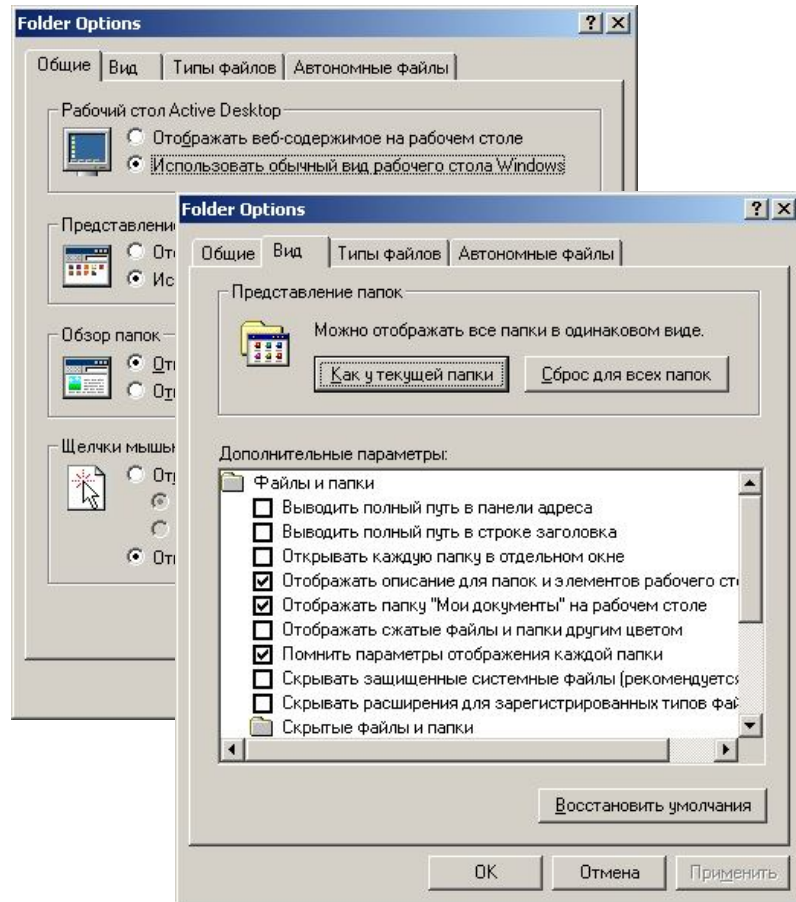 Folder Options
Общие Вид Типы файлов Автономные файлы
Рабочий стол Active Desktop
Отображать веб-содержимое на рабочем столе
Использовать обычный вид рабочего стола Windows
Обзор папок
Folder Options
Общие Вид Типы файлов Автономные файлы
Представление папок
Можно отображать все папки в одинаковом виде.
Как у текущей папки Сброс для всех папок
Дополнительные параметры:
Файлы и папки
Выводить полный путь в панели адреса
Выводить полный путь в строке заголовка
Открывать каждую папку в отдельном окне
Отображать описание для папок и элементов рабочего
Отображать папку "Мои документы" на рабочем столе
Отображать сжатые файлы и папки другим цветом
Помнить параметры отображения каждой папки
Скрывать защищенные системные файлы (рекомендуется
Скрывать расширения для зарегистрированных типов
Скрытые файлы и папки
Восстановить умолчания
OK Отмена Применить